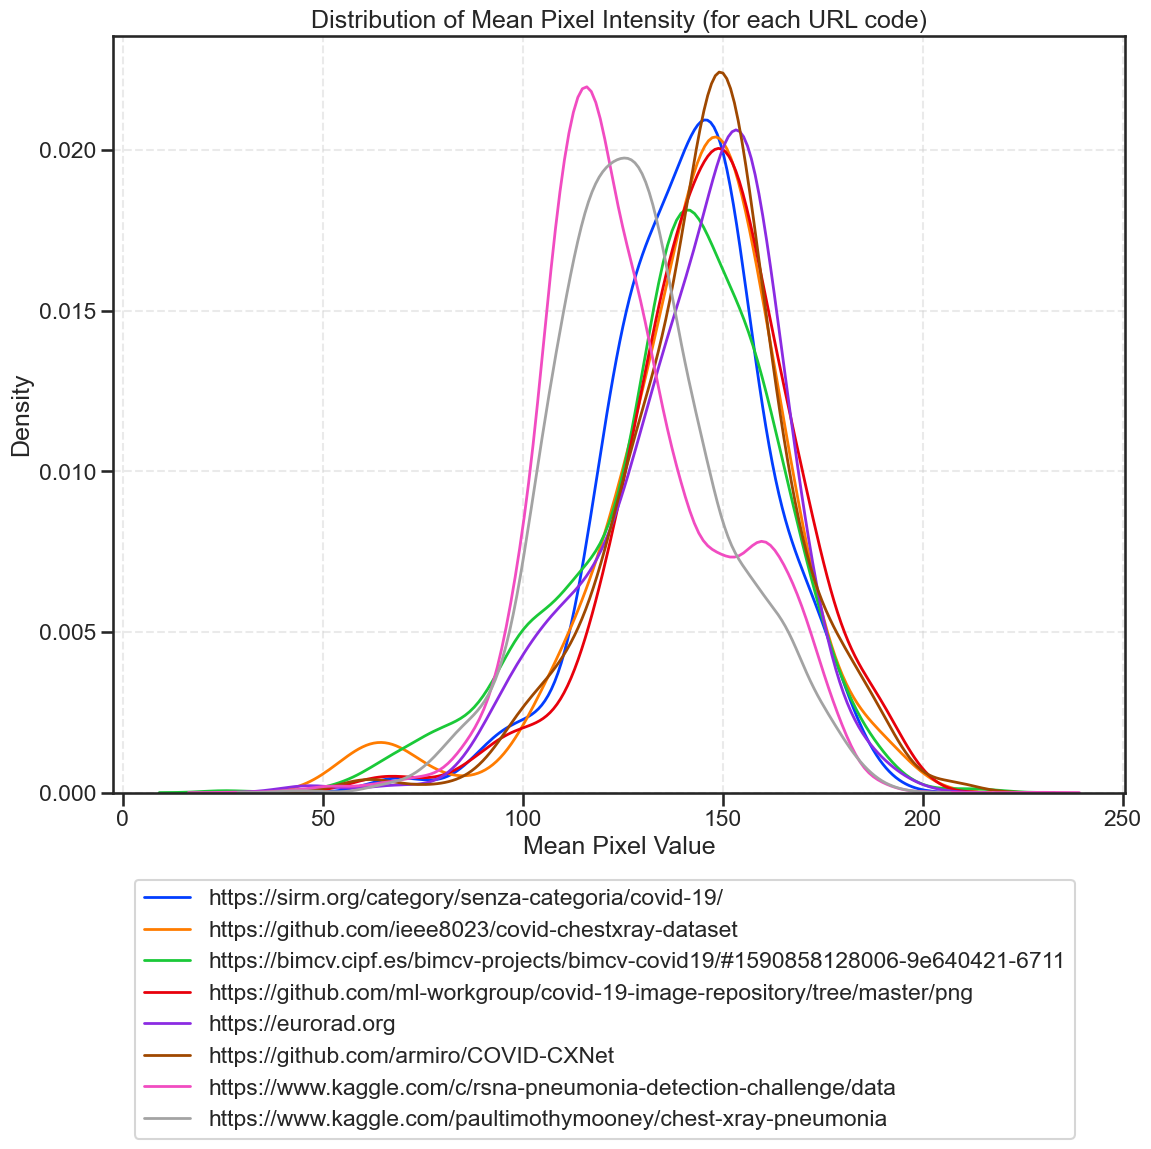 Distribution of Mean Pixel Intensity (for each URL code)
0.020
0.015
0.010
0.005
0.000
Density
0 50 100 150 200 250
Mean Pixel Value
https://sirm.org/category/senza-categoria/covid-19/
https://github.com/ieee8023/covid-chestxray-dataset
https://bimcv.cipf.es/bimcv-projects/bimcv-covid19/#1590858128006-9e640421-6711
https://github.com/ml-workgroup/covid-19-image-repository/tree/master/png
https://eurorad.org
https://github.com/armiro/COVID-CXNet
https://www.kaggle.com/c/rsna-pneumonia-detection-challenge/data
https://www.kaggle.com/paultimothymooney/chest-xray-pneumonia